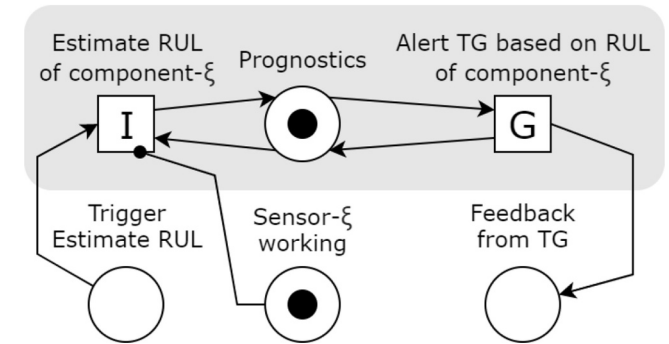 Estimate RUL
of component-ξ
Prognostics
Alert TG based on RUL
of component-ξ
I
G
Trigger
Estimate RUL
Sensor-ξ
working
Feedback
from TG